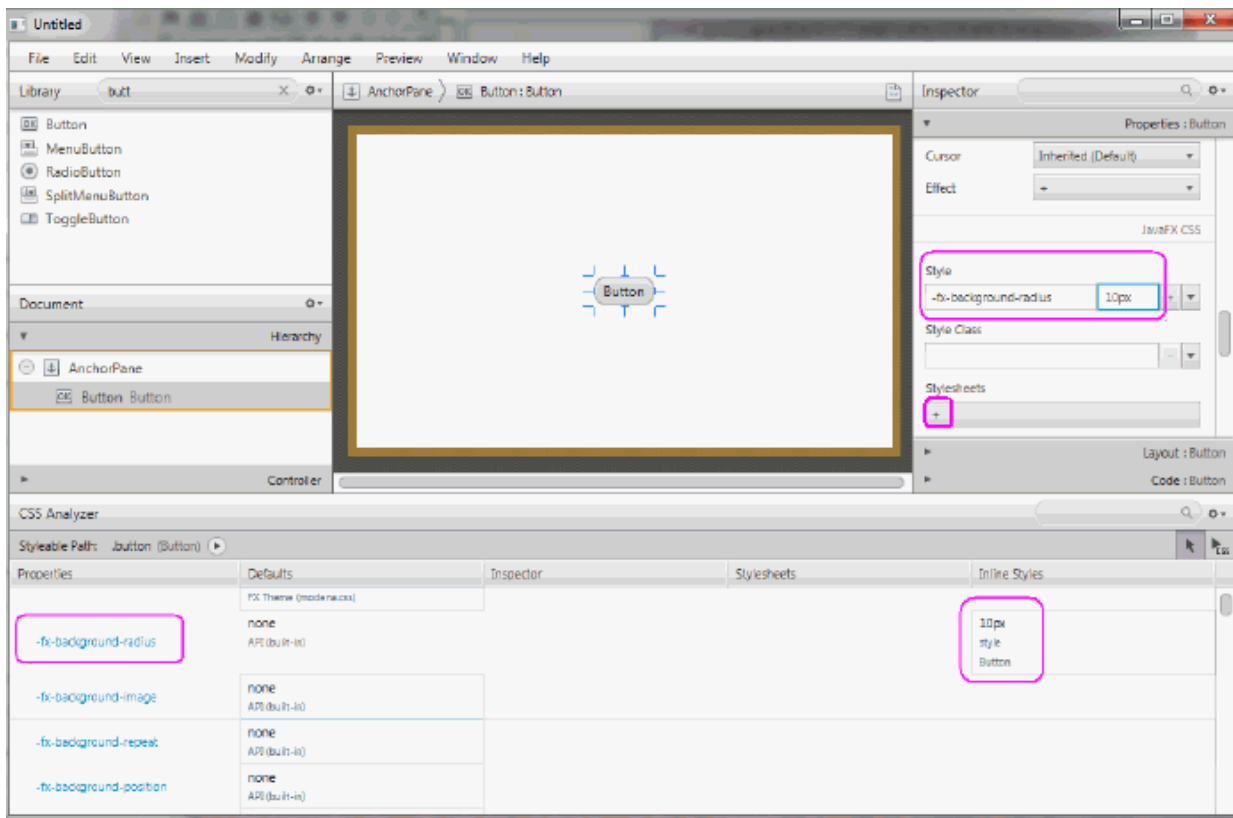 Untitled
File Edit View Insert Modify Arrange Preview Window Help
Library butt
Button
MenuButton
RadioButton
SplitMenuButton
ToggleButton
Document
Hierarchy
AnchorPane
OK Button Button
Controller
AnchorPane OK Button : Button
Button
Inspector
Properties : Button
Cursor Inherited (Default)
Effect +
JavaFX CSS
Style
-fx-background-radius 10px
Style Class
Stylesheets
+
Layout : Button
Code : Button
CSS Analyzer
Styleable Path: .button (Button)
CSS
Properties Defaults Inspector Stylesheets Inline Styles
FX Theme (modena.css)
-fx-background-radius none 10px
API (built-in) style
Button
-fx-background-image none
API (built-in)
-fx-background-repeat none
API (built-in)
-fx-background-position none
API (built-in)